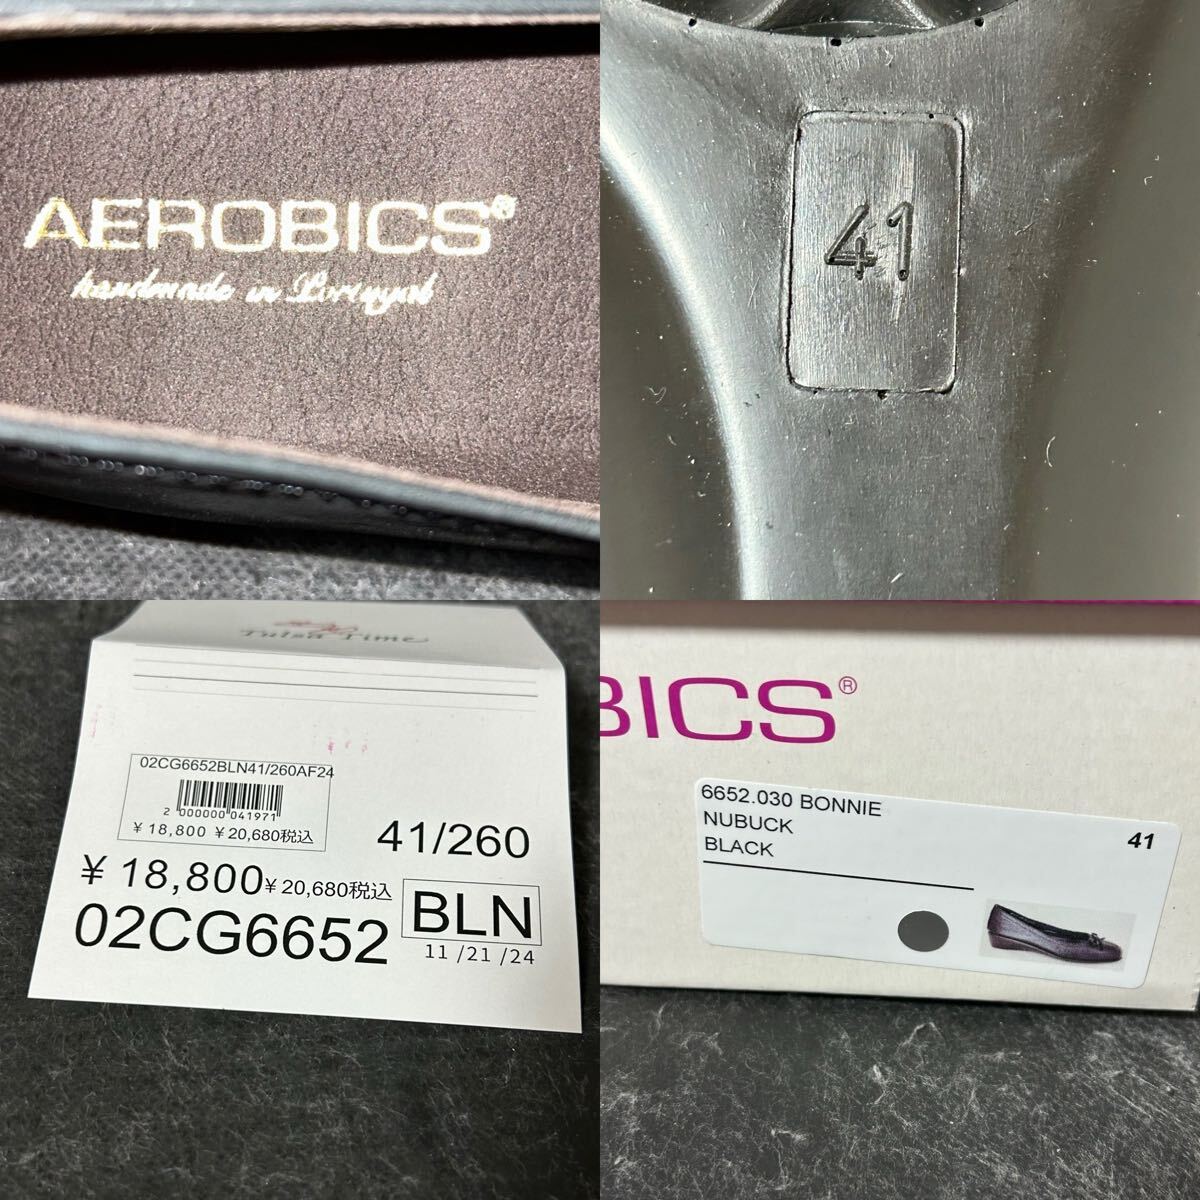 AEROBICS®
handmade in Portugal
41
Tulsa Time
02CG6652BLN41/260AF24
2 000000 041971
¥ 18,800 ¥ 20,680税込
41/260
¥ 18,800 ¥ 20,680税込
02CG6652
BLN
11 /21 /24
BICS®
6652.030 BONNIE
NUBUCK
BLACK
41